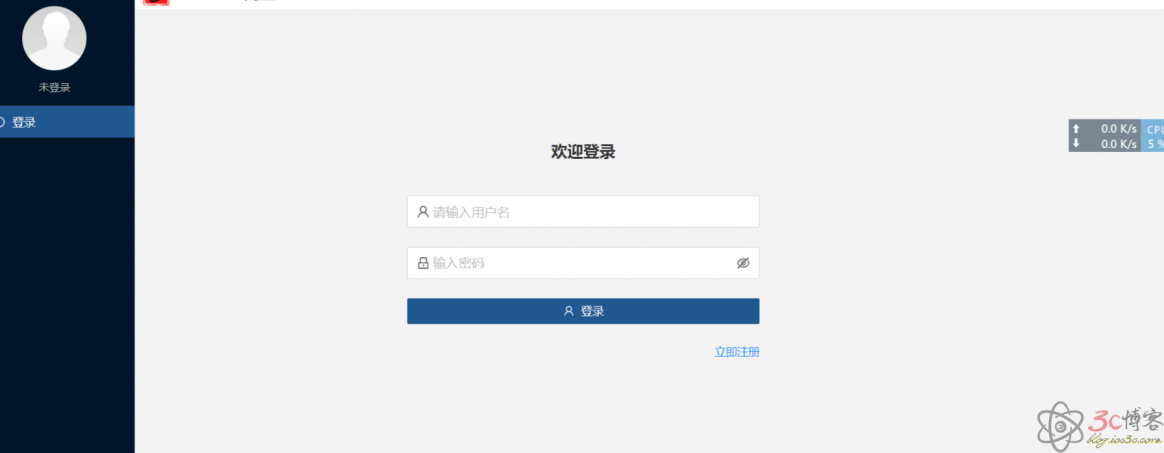 未登录
登录
欢迎登录
请输入用户名
输入密码
登录
立即注册
0.0 K/s
0.0 K/s
CPU
5 %
3c博客
blog.ios3c.com